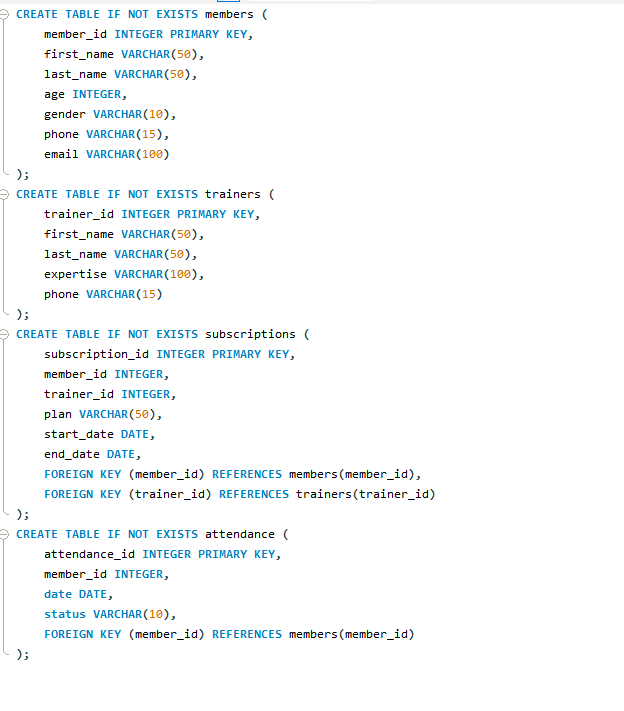 CREATE TABLE IF NOT EXISTS members (
    member_id INTEGER PRIMARY KEY,
    first_name VARCHAR(50),
    last_name VARCHAR(50),
    age INTEGER,
    gender VARCHAR(10),
    phone VARCHAR(15),
    email VARCHAR(100)
);
CREATE TABLE IF NOT EXISTS trainers (
    trainer_id INTEGER PRIMARY KEY,
    first_name VARCHAR(50),
    last_name VARCHAR(50),
    expertise VARCHAR(100),
    phone VARCHAR(15)
);
CREATE TABLE IF NOT EXISTS subscriptions (
    subscription_id INTEGER PRIMARY KEY,
    member_id INTEGER,
    trainer_id INTEGER,
    plan VARCHAR(50),
    start_date DATE,
    end_date DATE,
    FOREIGN KEY (member_id) REFERENCES members(member_id),
    FOREIGN KEY (trainer_id) REFERENCES trainers(trainer_id)
);
CREATE TABLE IF NOT EXISTS attendance (
    attendance_id INTEGER PRIMARY KEY,
    member_id INTEGER,
    date DATE,
    status VARCHAR(10),
    FOREIGN KEY (member_id) REFERENCES members(member_id)
);